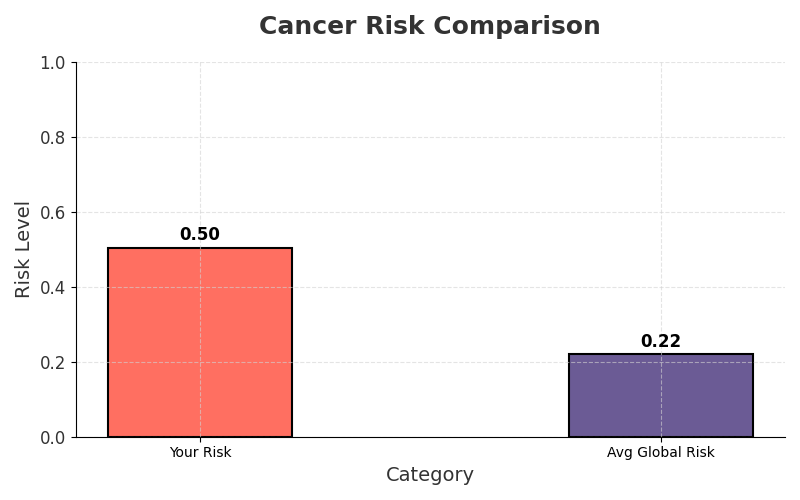 Cancer Risk Comparison
1.0
0.8
0.6
0.4
0.2
0.0
Risk Level
0.50
0.22
Your Risk
Avg Global Risk
Category